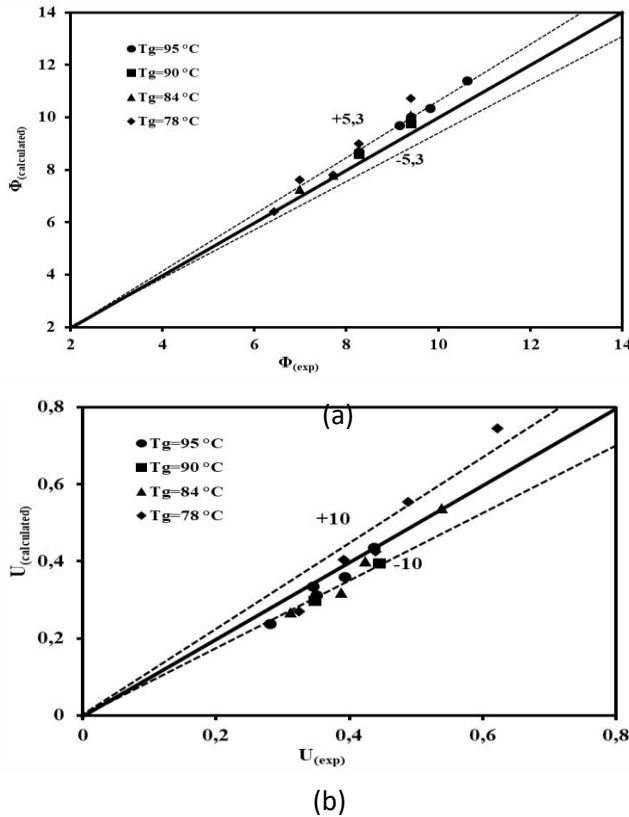 14
12
10
8
6
4
2
Φ(calculated)
Tg=95 °C
Tg=90 °C
Tg=84 °C
Tg=78 °C
+5,3
-5,3
2 4 6 8 10 12 14
Φ(exp)
(a)
0,8
0,6
0,4
0,2
0
U(calculated)
Tg=95 °C
Tg=90 °C
Tg=84 °C
Tg=78 °C
+10
-10
0 0,2 0,4 0,6 0,8
U(exp)
(b)